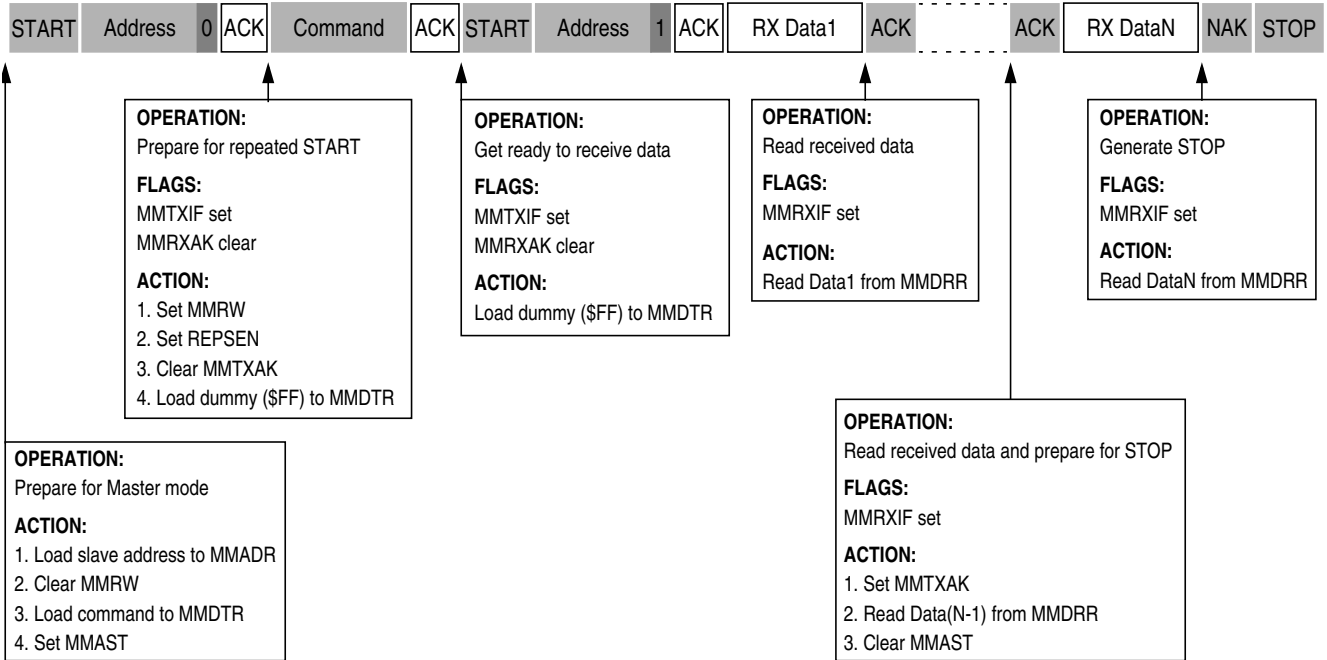 START Address 0 ACK Command ACK START Address 1 ACK RX Data1 ACK ACK RX DataN NAK STOP
OPERATION:
Prepare for repeated START
FLAGS:
MMTXIF set
MMRXAK clear
ACTION:
1. Set MMRW
2. Set REPSEN
3. Clear MMTXAK
4. Load dummy ($FF) to MMDTR
OPERATION:
Get ready to receive data
FLAGS:
MMTXIF set
MMRXAK clear
ACTION:
Load dummy ($FF) to MMDTR
OPERATION:
Read received data
FLAGS:
MMRXIF set
ACTION:
Read Data1 from MMDRR
OPERATION:
Generate STOP
FLAGS:
MMRXIF set
ACTION:
Read DataN from MMDRR
OPERATION:
Prepare for Master mode
ACTION:
1. Load slave address to MMADR
2. Clear MMRW
3. Load command to MMDTR
4. Set MMAST
OPERATION:
Read received data and prepare for STOP
FLAGS:
MMRXIF set
ACTION:
1. Set MMTXAK
2. Read Data(N-1) from MMDRR
3. Clear MMAST